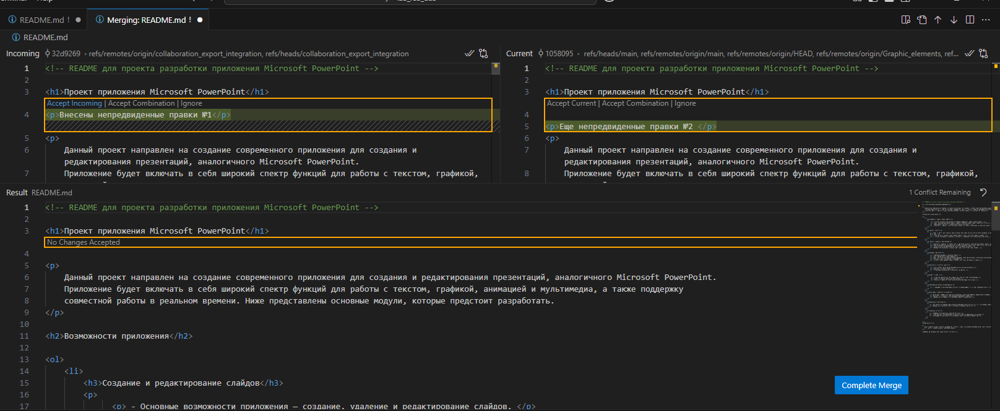 README.md !
Merging: README.md !
README.md
Incoming 32d9269 • refs/remotes/origin/collaboration_export_integration, refs/heads/collaboration_export_integration
1 <!-- README для проекта разработки приложения Microsoft PowerPoint -->
2
3 <h1>Проект приложения Microsoft PowerPoint</h1>
Accept Incoming | Accept Combination | Ignore
4 <p>Внесены непредвиденные правки №1</p>
5 <p>
6 Данный проект направлен на создание современного приложения для создания и
редактирования презентаций, аналогичного Microsoft PowerPoint.
7 Приложение будет включать в себя широкий спектр функций для работы с текстом, графикой,
Current 1058095 • refs/heads/main, refs/remotes/origin/main, refs/remotes/origin/HEAD, refs/remotes/origin/Graphic_elements, ref...
1 <!-- README для проекта разработки приложения Microsoft PowerPoint -->
2
3 <h1>Проект приложения Microsoft PowerPoint</h1>
Accept Current | Accept Combination | Ignore
4
5 <p>Еще непредвиденные правки №2 </p>
6 <p>
7 Данный проект направлен на создание современного приложения для создания и
редактирования презентаций, аналогичного Microsoft PowerPoint.
8 Приложение будет включать в себя широкий спектр функций для работы с текстом, графикой,
Result README.md
1 Conflict Remaining
1 <!-- README для проекта разработки приложения Microsoft PowerPoint -->
2
3 <h1>Проект приложения Microsoft PowerPoint</h1>
No Changes Accepted
4
5 <p>
6 Данный проект направлен на создание современного приложения для создания и редактирования презентаций, аналогичного Microsoft PowerPoint.
7 Приложение будет включать в себя широкий спектр функций для работы с текстом, графикой, анимацией и мультимедиа, а также поддержку
8 совместной работы в реальном времени. Ниже представлены основные модули, которые предстоит разработать.
9 </p>
10
11 <h2>Возможности приложения</h2>
12
13 <ol>
14 <li>
15 <h3>Создание и редактирование слайдов</h3>
16 <p>
17 <p> - Основные возможности приложения — создание, удаление и редактирование слайдов. </p>
Complete Merge